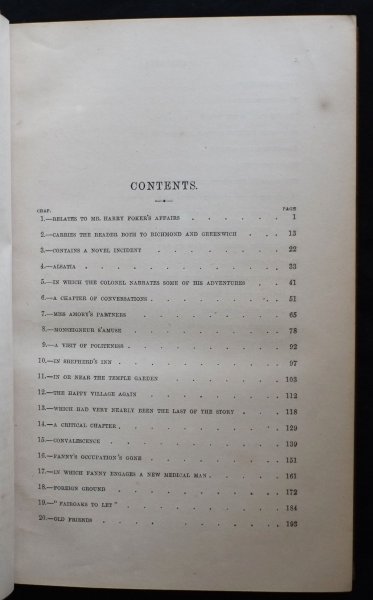 CONTENTS.
CHAP. PAGE
1.—RELATES TO MR. HARRY FOKER'S AFFAIRS . . . . . . 1
2.—CARRIES THE READER BOTH TO RICHMOND AND GREENWICH . . . 13
3.—CONTAINS A NOVEL INCIDENT . . . . . . . 22
4.—ALSATIA . . . . . . . . . 33
5.—IN WHICH THE COLONEL NARRATES SOME OF HIS ADVENTURES . . 41
6.—A CHAPTER OF CONVERSATIONS . . . . . . . 51
7.—MISS AMORY'S PARTNERS . . . . . . . 65
8.—MONSEIGNEUR S'AMUSE . . . . . . . 78
9.—A VISIT OF POLITENESS . . . . . . . 92
10.—IN SHEPHERD'S INN . . . . . . . 97
11.—IN OR NEAR THE TEMPLE GARDEN . . . . . . 103
12.—THE HAPPY VILLAGE AGAIN . . . . . . . 112
13.—WHICH HAD VERY NEARLY BEEN THE LAST OF THE STORY . . . 118
14.—A CRITICAL CHAPTER . . . . . . . . 129
15.—CONVALESCENCE . . . . . . . . 139
16.—FANNY'S OCCUPATION'S GONE . . . . . . . 151
17.—IN WHICH FANNY ENGAGES A NEW MEDICAL MAN . . . . . 161
18.—FOREIGN GROUND . . . . . . . . 172
19.—"FAIROAKS TO LET" . . . . . . . . 184
20.—OLD FRIENDS . . . . . . . . 193